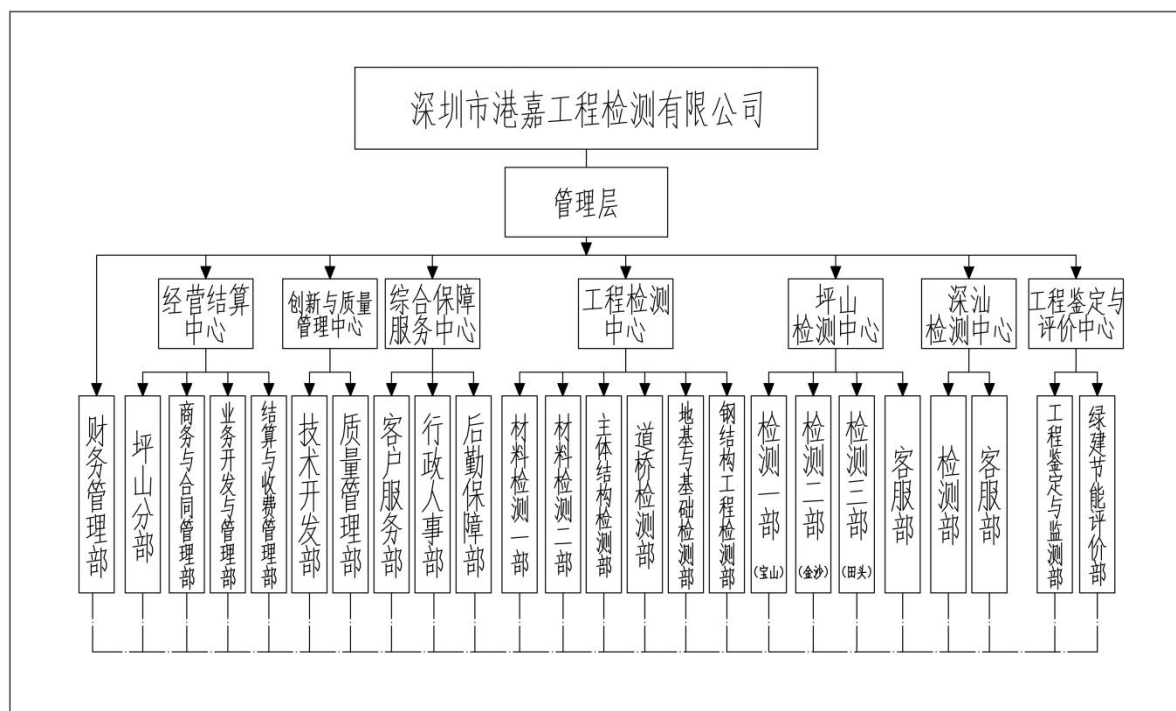 深圳市港嘉工程检测有限公司
管理层
经营结算
中心
创新与质量
管理中心
综合保障
服务中心
工程检测
中心
坪山
检测中心
深汕
检测中心
工程鉴定与
评价中心
财务管理部
坪山分部
商务与合同管理部
业务开发与管理部
结算与收费管理部
技术开发部
质量管理部
客户服务部
行政人事部
后勤保障部
材料检测一部
材料检测二部
主体结构检测部
道桥检测部
地基与基础检测部
钢结构工程检测部
检测一部
(宝山)
检测二部
(金沙)
检测三部
(田头)
客服部
检测部
客服部
工程鉴定与监测部
绿建节能评价部